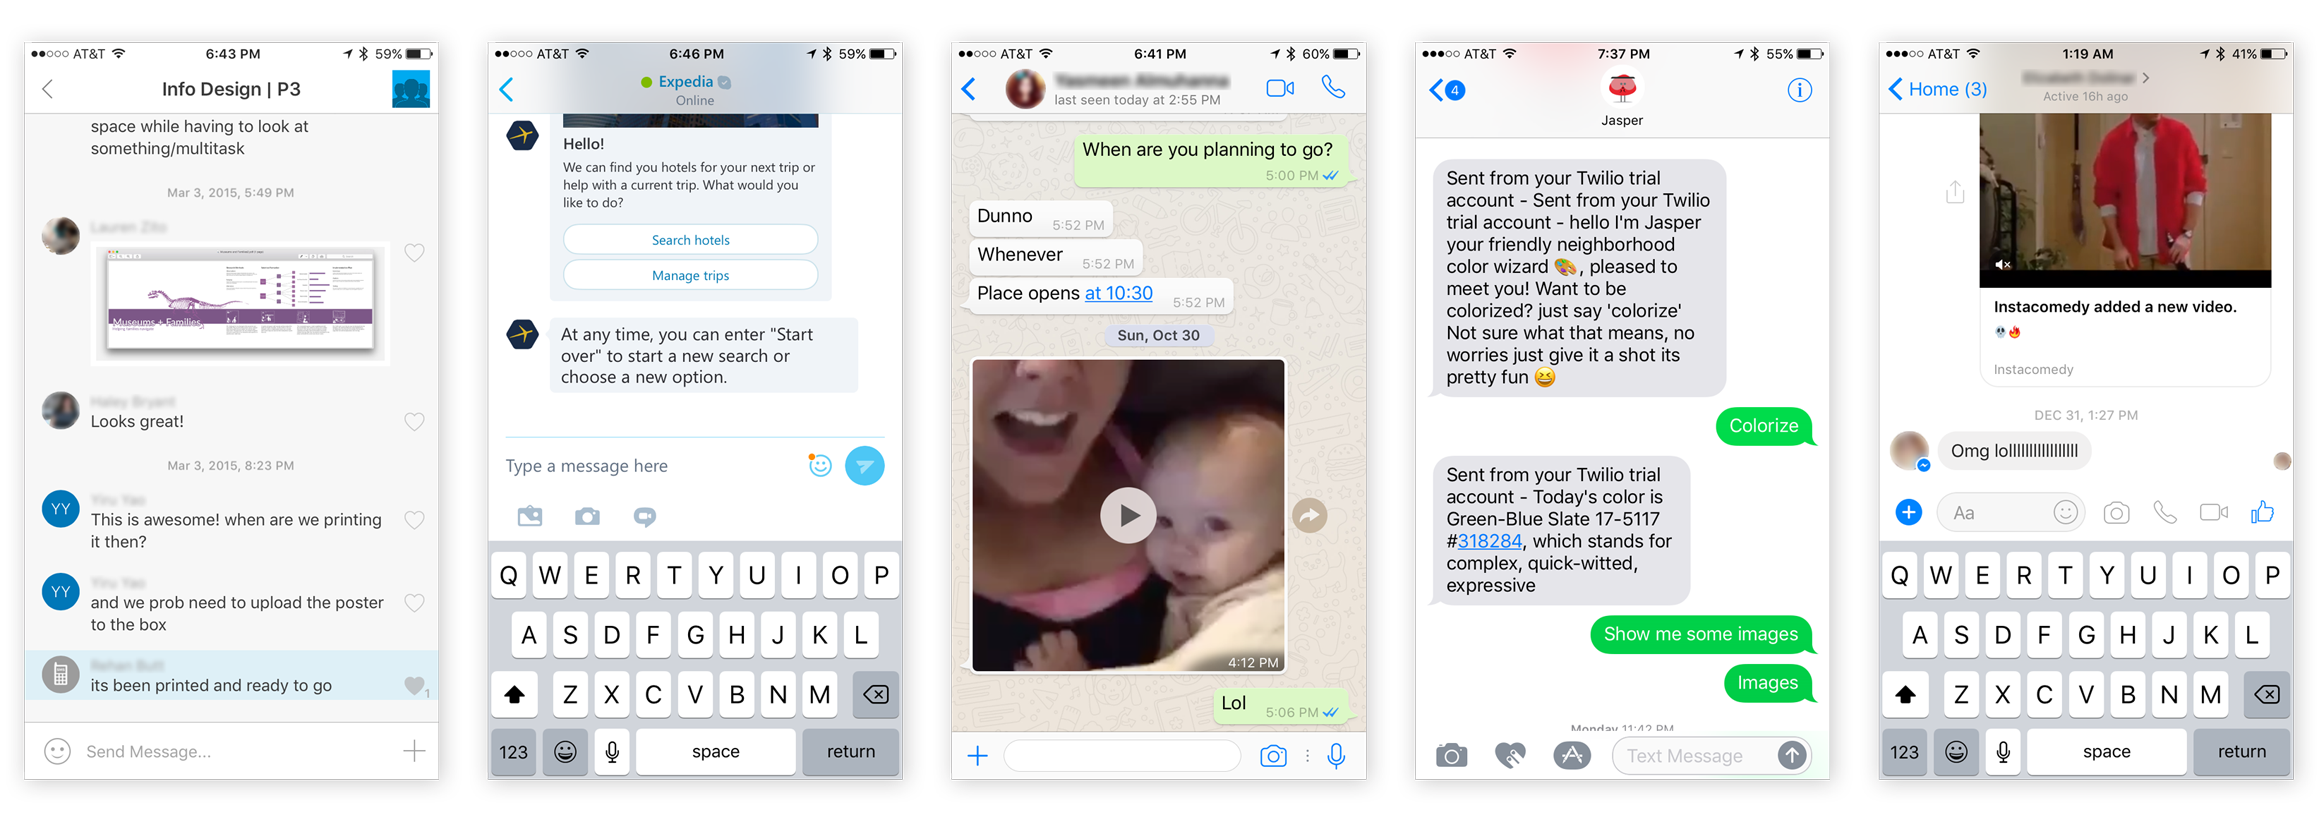 AT&T 6:43 PM 59%
Info Design | P3
space while having to look at
something/multitask
Mar 3, 2015, 5:49 PM
Museums + Families
Looks great!
Mar 3, 2015, 8:23 PM
YY
This is awesome! when are we printing
it then?
YY
and we prob need to upload the poster
to the box
its been printed and ready to go
1
Send Message...
AT&T 6:46 PM 59%
Expedia
Online
Hello!
We can find you hotels for your next trip or
help with a current trip. What would you
like to do?
Search hotels
Manage trips
At any time, you can enter "Start
over" to start a new search or
choose a new option.
Type a message here
Q W E R T Y U I O P
A S D F G H J K L
Z X C V B N M
123 space return
AT&T 6:41 PM 60%
last seen today at 2:55 PM
When are you planning to go?
5:00 PM
Dunno 5:52 PM
Whenever 5:52 PM
Place opens at 10:30 5:52 PM
Sun, Oct 30
4:12 PM
Lol 5:06 PM
AT&T 7:37 PM 55%
4
Jasper
Sent from your Twilio trial
account - Sent from your Twilio
trial account - hello I'm Jasper
your friendly neighborhood
color wizard 🎨, pleased to
meet you! Want to be
colorized? just say 'colorize'
Not sure what that means, no
worries just give it a shot its
pretty fun 😆
Colorize
Sent from your Twilio trial
account - Today's color is
Green-Blue Slate 17-5117
#318284, which stands for
complex, quick-witted,
expressive
Show me some images
Images
Monday 11:42 PM
Text Message
AT&T 1:19 AM 41%
Home (3)
Active 16h ago
Instacomedy added a new video.
💀🔥
Instacomedy
DEC 31, 1:27 PM
Omg lolllllllllllllllll
Aa
Q W E R T Y U I O P
A S D F G H J K L
Z X C V B N M
123 space return